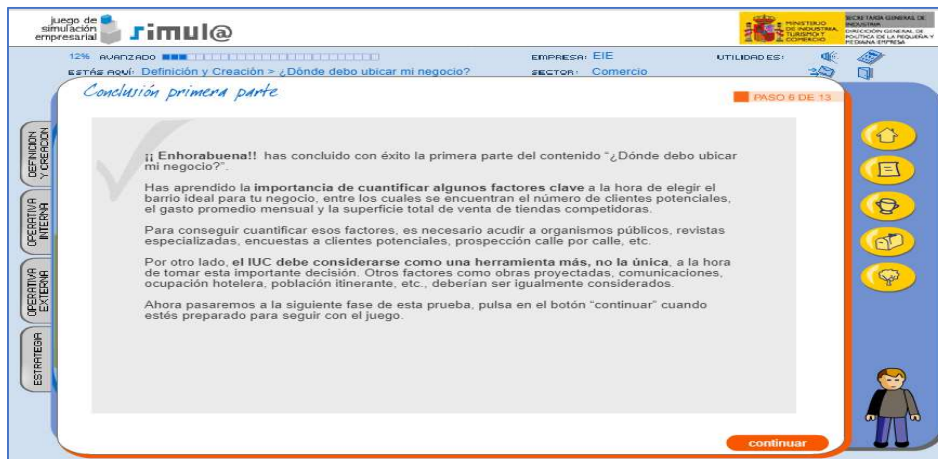 juego de
simulación
empresarial
simul@
MINISTERIO
DE INDUSTRIA,
TURISMO Y
COMERCIO
SECRETARÍA GENERAL DE
INDUSTRIA
DIRECCIÓN GENERAL DE
POLÍTICA DE LA PEQUEÑA Y
MEDIANA EMPRESA
12% AVANZADO
EMPRESA: EIE
UTILIDADES:
ESTÁS AQUÍ: Definición y Creación > ¿Dónde debo ubicar mi negocio?
SECTOR: Comercio
Conclusión primera parte
PASO 6 DE 13
DEFINICION
Y CREACION
OPERATIVA
INTERNA
OPERATIVA
EXTERNA
ESTRATEGIA
¡¡ Enhorabuena!! has concluido con éxito la primera parte del contenido "¿Dónde debo ubicar
mi negocio?".
Has aprendido la importancia de cuantificar algunos factores clave a la hora de elegir el
barrio ideal para tu negocio, entre los cuales se encuentran el número de clientes potenciales,
el gasto promedio mensual y la superficie total de venta de tiendas competidoras.
Para conseguir cuantificar esos factores, es necesario acudir a organismos públicos, revistas
especializadas, encuestas a clientes potenciales, prospección calle por calle, etc.
Por otro lado, el IUC debe considerarse como una herramienta más, no la única, a la hora
de tomar esta importante decisión. Otros factores como obras proyectadas, comunicaciones,
ocupación hotelera, población itinerante, etc., deberían ser igualmente considerados.
Ahora pasaremos a la siguiente fase de esta prueba, pulsa en el botón "continuar" cuando
estés preparado para seguir con el juego.
continuar